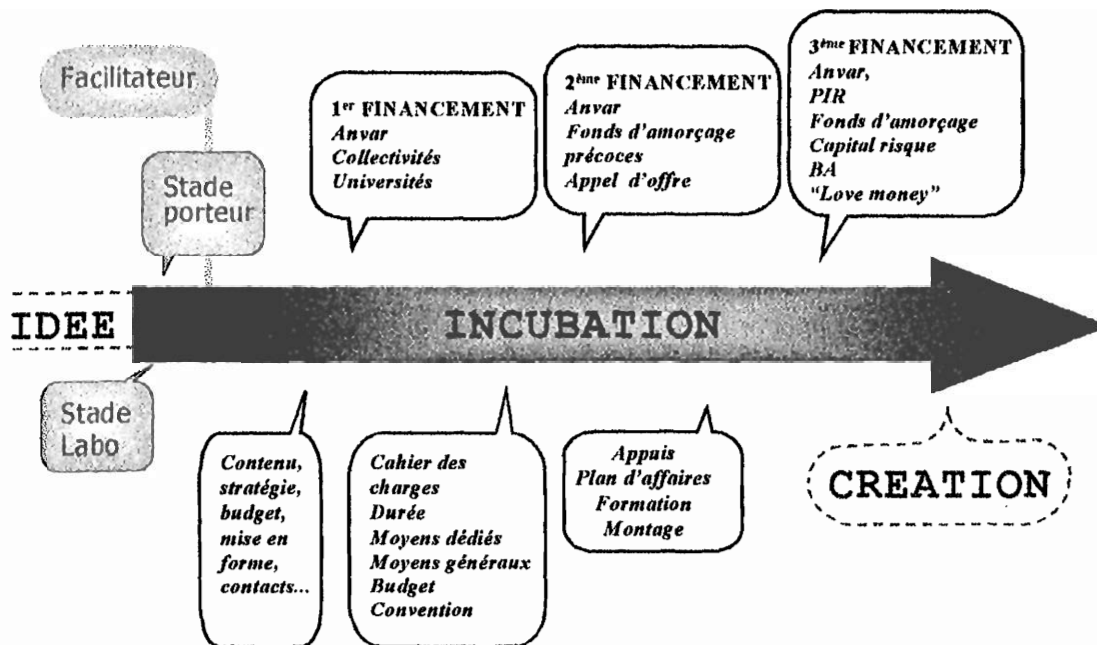 Facilitateur
Stade
porteur
1er FINANCEMENT
Anvar
Collectivités
Universités
2ème FINANCEMENT
Anvar
Fonds d'amorçage
précoces
Appel d'offre
3ème FINANCEMENT
Anvar,
PIR
Fonds d'amorçage
Capital risque
BA
“Love money”
IDEE
INCUBATION
Stade
Labo
Contenu,
stratégie,
budget,
mise en
forme,
contacts...
Cahier des
charges
Durée
Moyens dédiés
Moyens généraux
Budget
Convention
Appuis
Plan d'affaires
Formation
Montage
CREATION